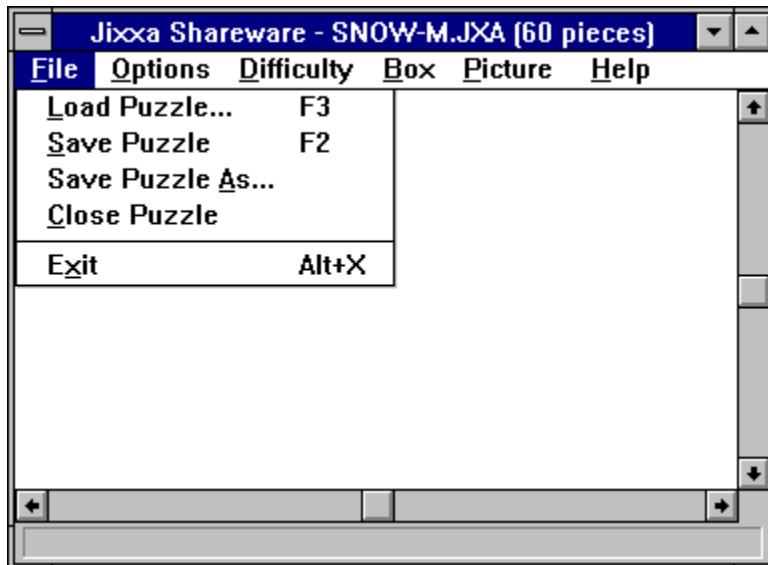 Jixxa Shareware - SNOW-M.JXA (60 pieces)
File Options Difficulty Box Picture Help
Load Puzzle... F3
Save Puzzle F2
Save Puzzle As...
Close Puzzle
Exit Alt+X